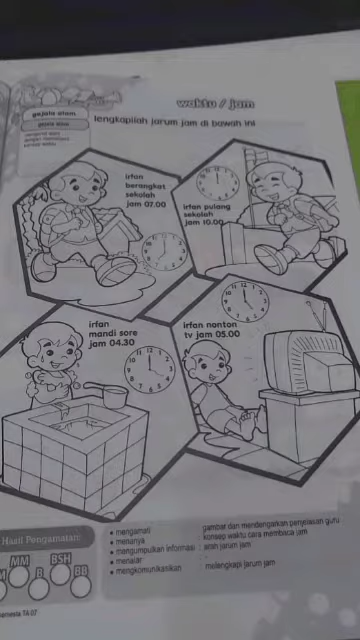 gejala alam.
waktu / jam
lengkapilah jarum jam di bawah ini
irfan
berangkat
sekolah
jam 07.00
irfan pulang
sekolah
jam 10.00
irfan
mandi sore
jam 04.30
irfan nonton
tv jam 05.00
Hasil Pengamatan:
MM
BSH
B
BB
• mengamati gambar dan mendengarkan penjelasan guru
• menanya : konsep waktu cara membaca jam
• mengumpulkan informasi : arah jarum jam
• menalar : -
• mengkomunikasikan melengkapi jarum jam